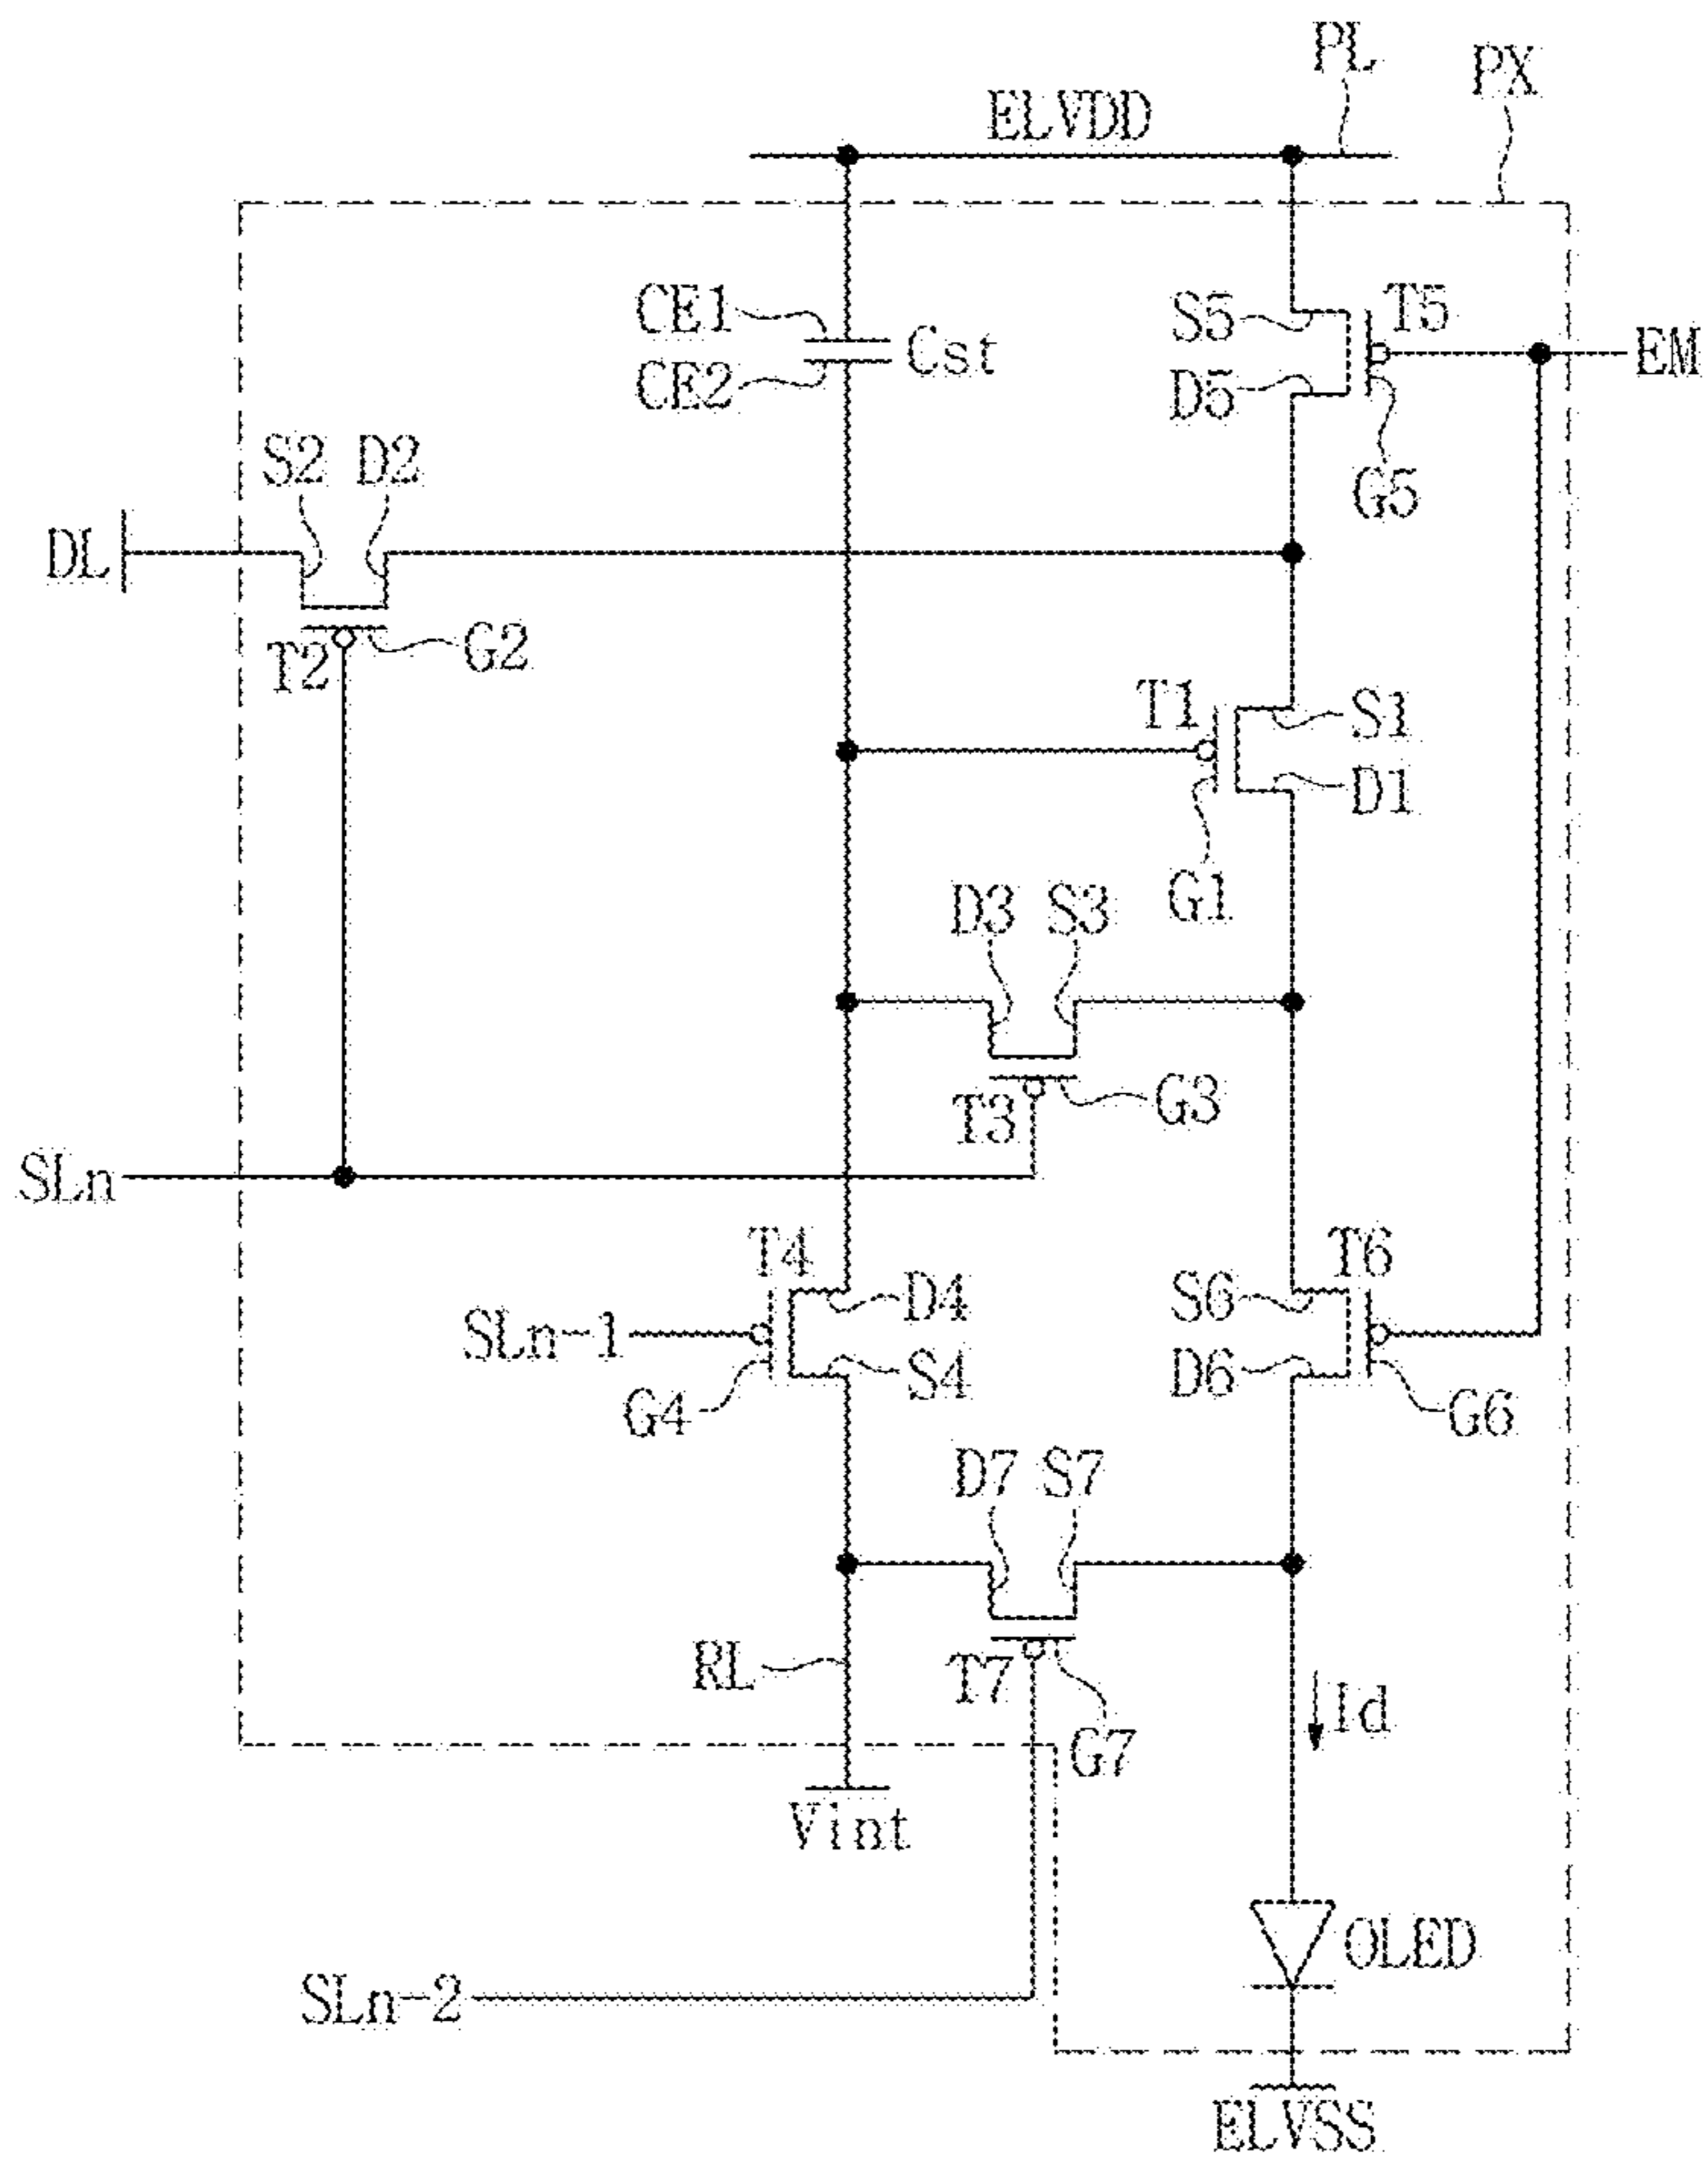 PL
PX
ELVDD
CE1
Cst
CE2
S5
T5
D5
EM
G5
S2
D2
DL
T2
G2
T1
S1
D1
G1
D3
S3
T3
G3
SLn
T4
D4
SLn-1
S4
G4
T6
S6
D6
G6
D7
S7
RL
T7
G7
Id
Vint
OLED
SLn-2
ELVSS